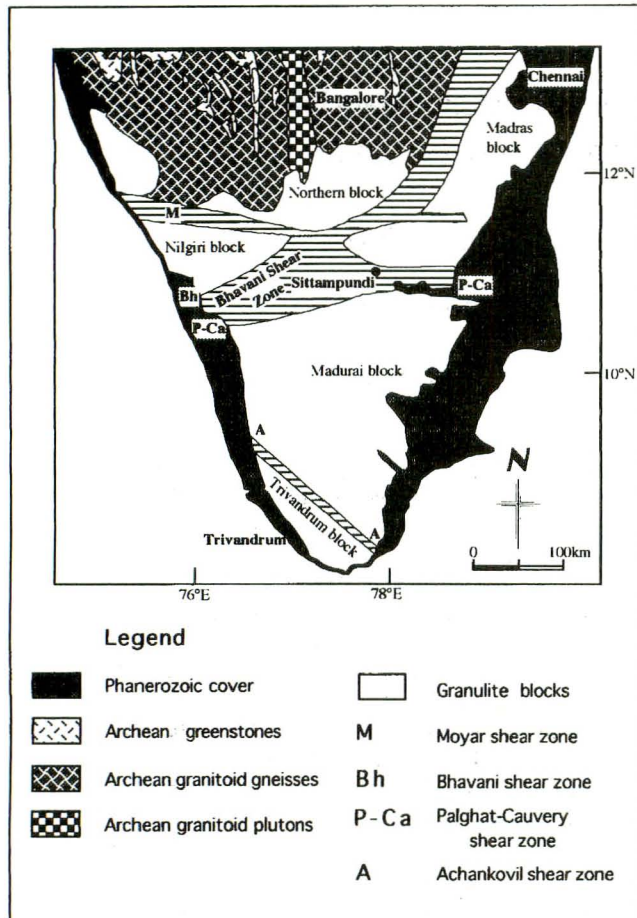 Chennai
Bangalore
Madras
block
12°N
Northern block
M
Nilgiri block
Bhavani Shear
Zone
Sittampundi
Bh
P-Ca
P-Ca
Madurai block
10°N
A
N
Trivandrum block
Trivandrum
A
0 100km
76°E 78°E
Legend
Phanerozoic cover
Granulite blocks
Archean greenstones
M Moyar shear zone
Archean granitoid gneisses
Bh Bhavani shear zone
Archean granitoid plutons
P-Ca Palghat-Cauvery
shear zone
A Achankovil shear zone